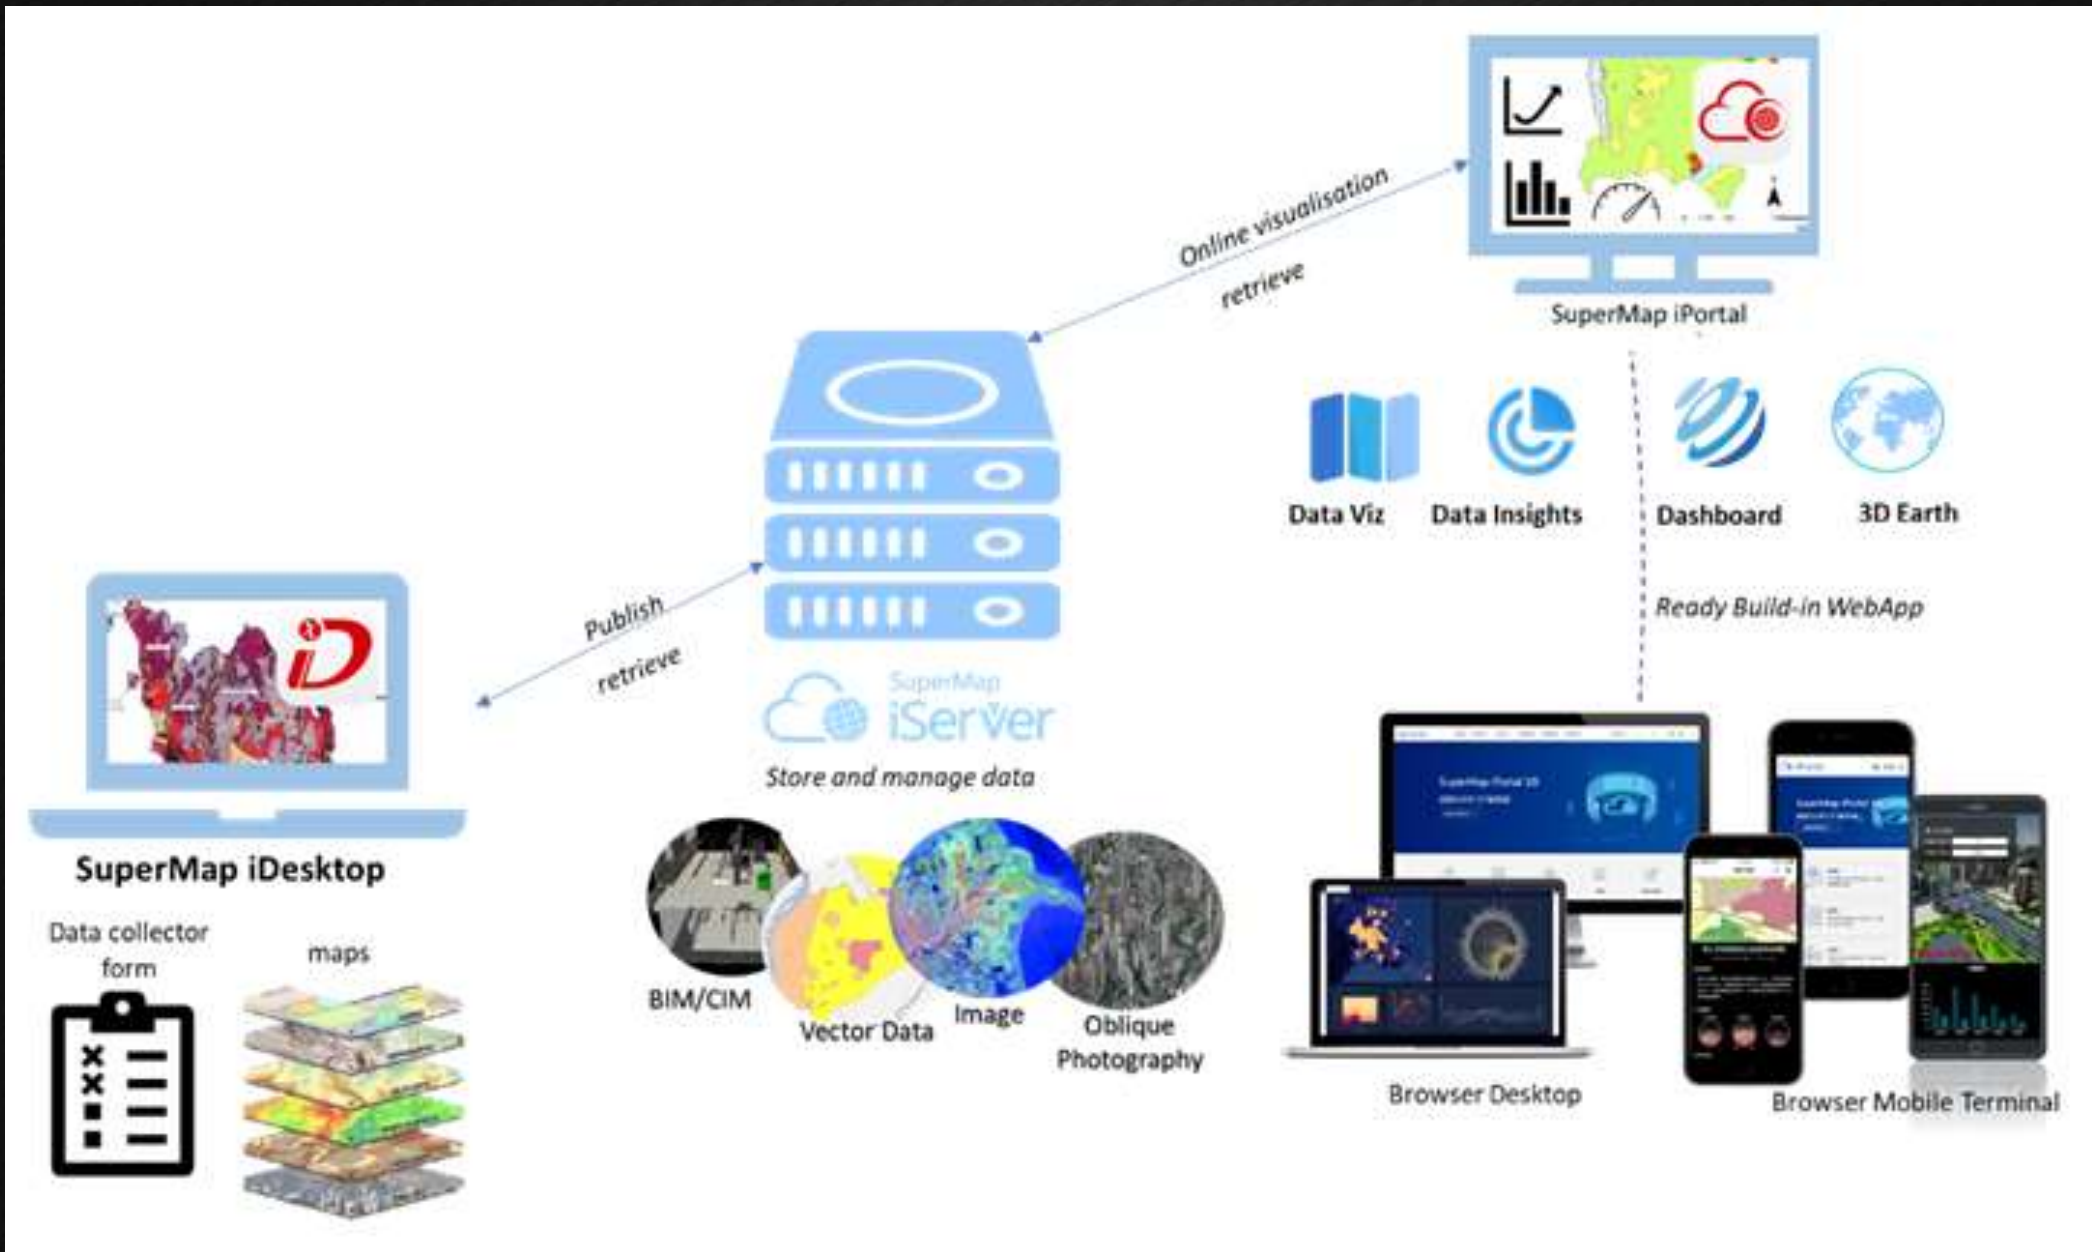 Online visualisation
retrieve
SuperMap iPortal
Data Viz
Data Insights
Dashboard
3D Earth
Ready Build-in WebApp
Publish
retrieve
iD
SuperMap
iServer
Store and manage data
SuperMap iDesktop
Data collector
form
maps
BIM/CIM
Vector Data
Image
Oblique
Photography
Browser Desktop
Browser Mobile Terminal